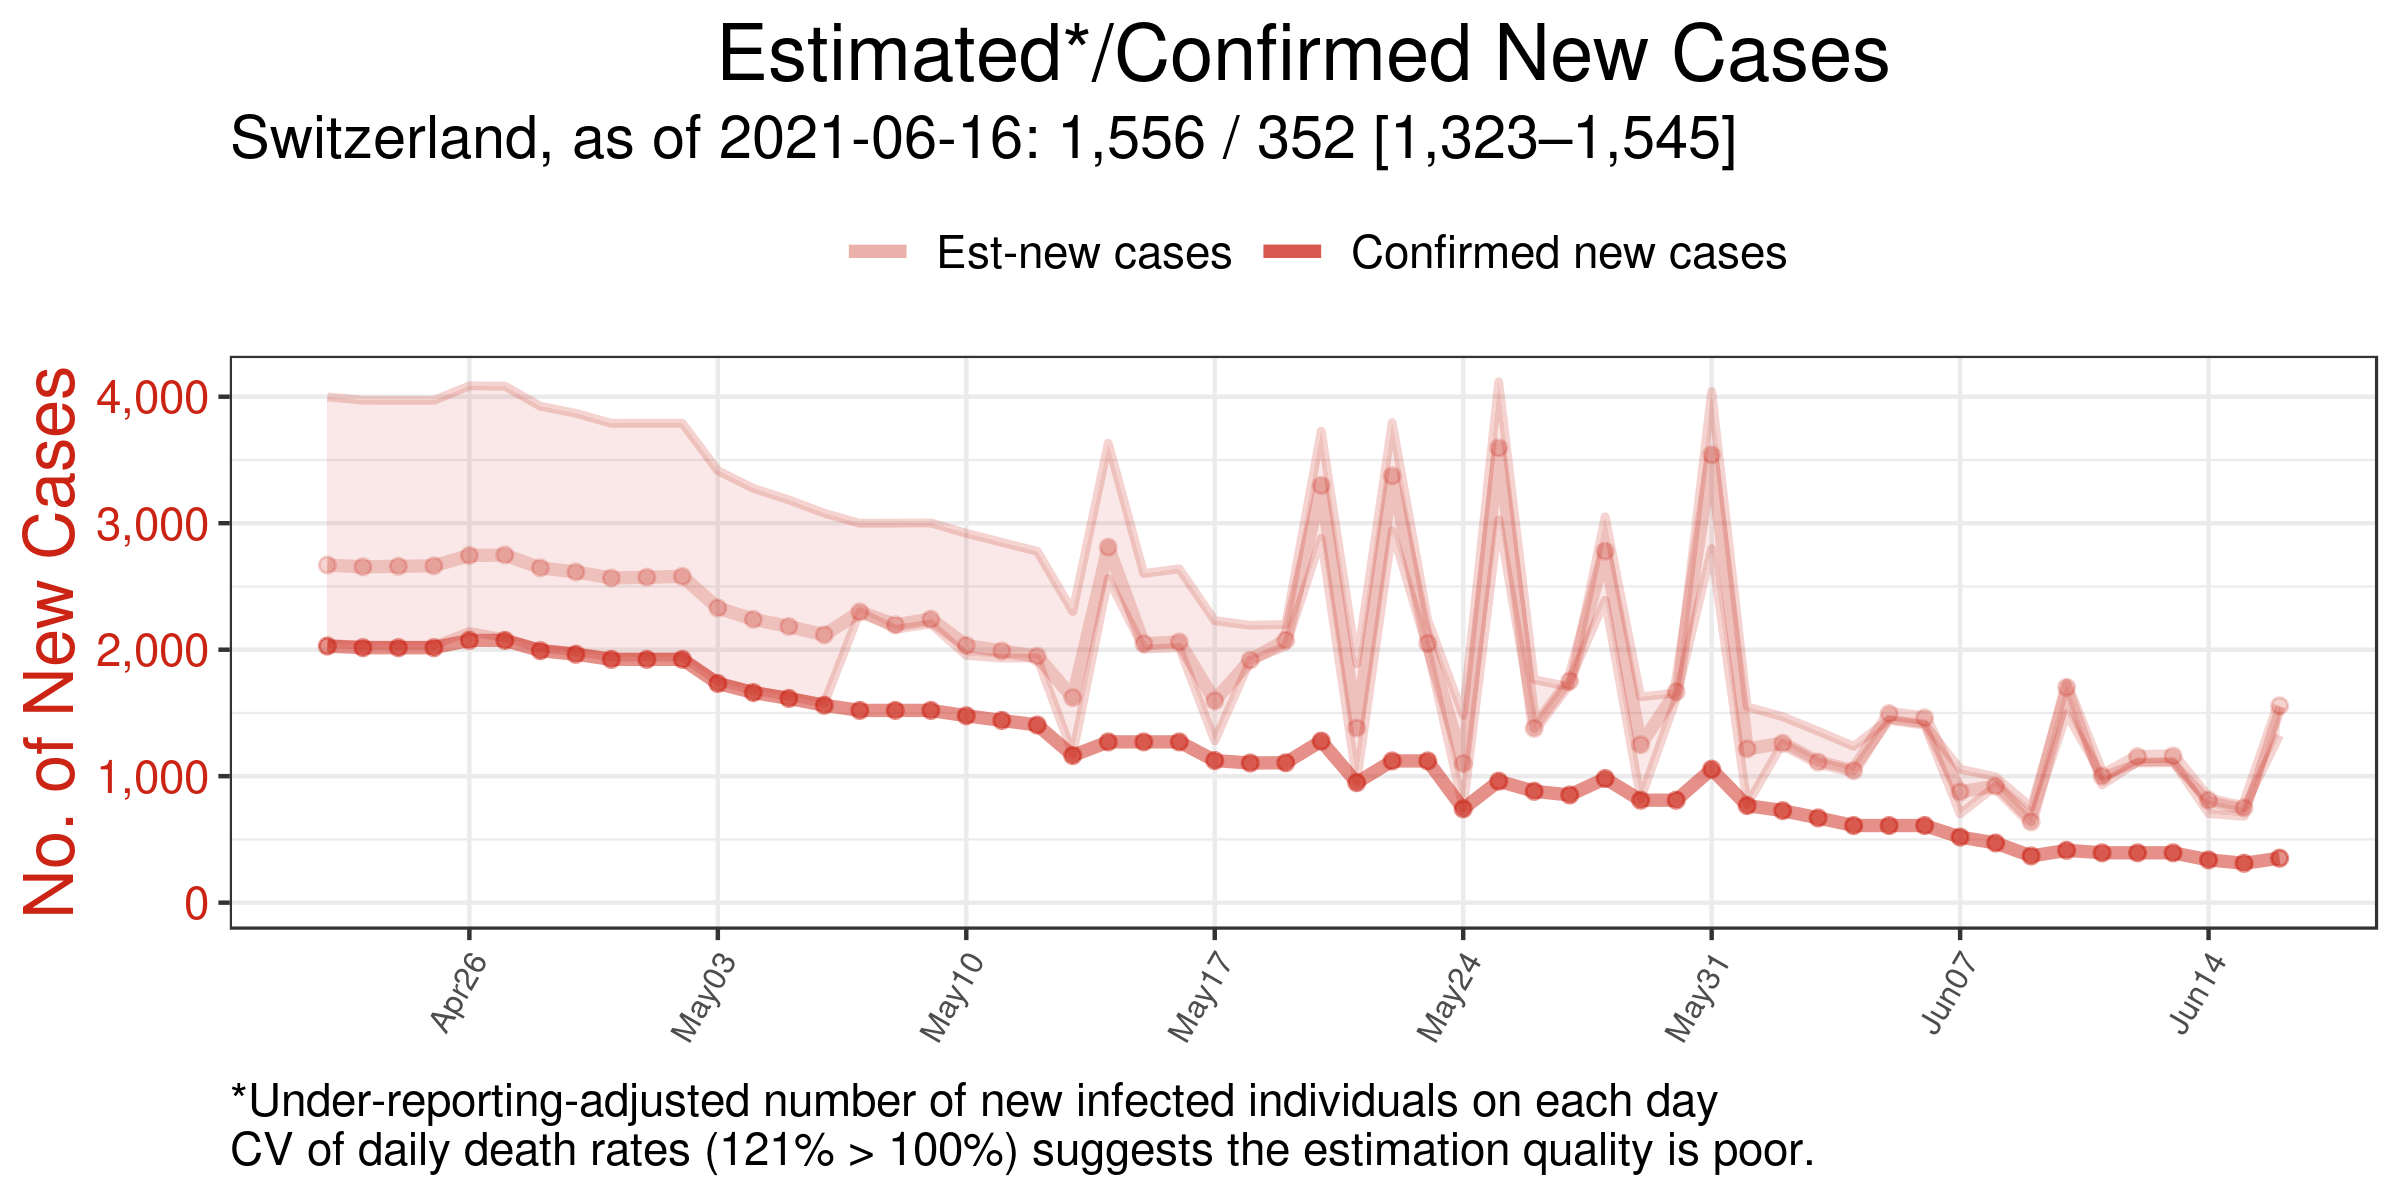 Estimated*/Confirmed New Cases
Switzerland, as of 2021-06-16: 1,556 / 352 [1,323–1,545]
Est-new cases
Confirmed new cases
No. of New Cases
4,000
3,000
2,000
1,000
0
Apr26
May03
May10
May17
May24
May31
Jun07
Jun14
*Under-reporting-adjusted number of new infected individuals on each day
CV of daily death rates (121% > 100%) suggests the estimation quality is poor.